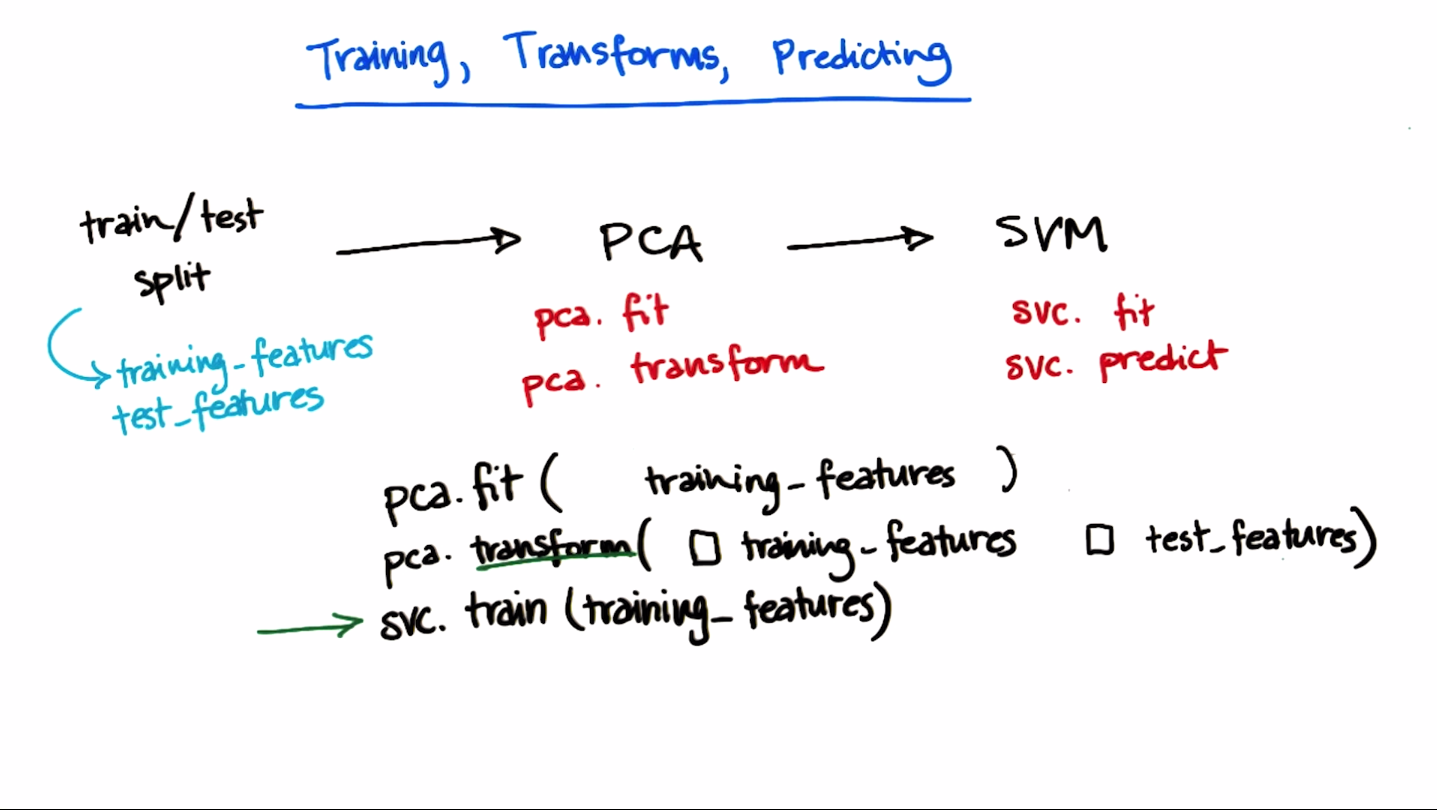 Training, Transforms, Predicting
train/test
split
training_features
test_features
PCA
pca. fit
pca. transform
SVM
svc. fit
svc. predict
pca.fit( training_features )
pca. transform( □ training_features □ test_features)
svc. train (training_features)